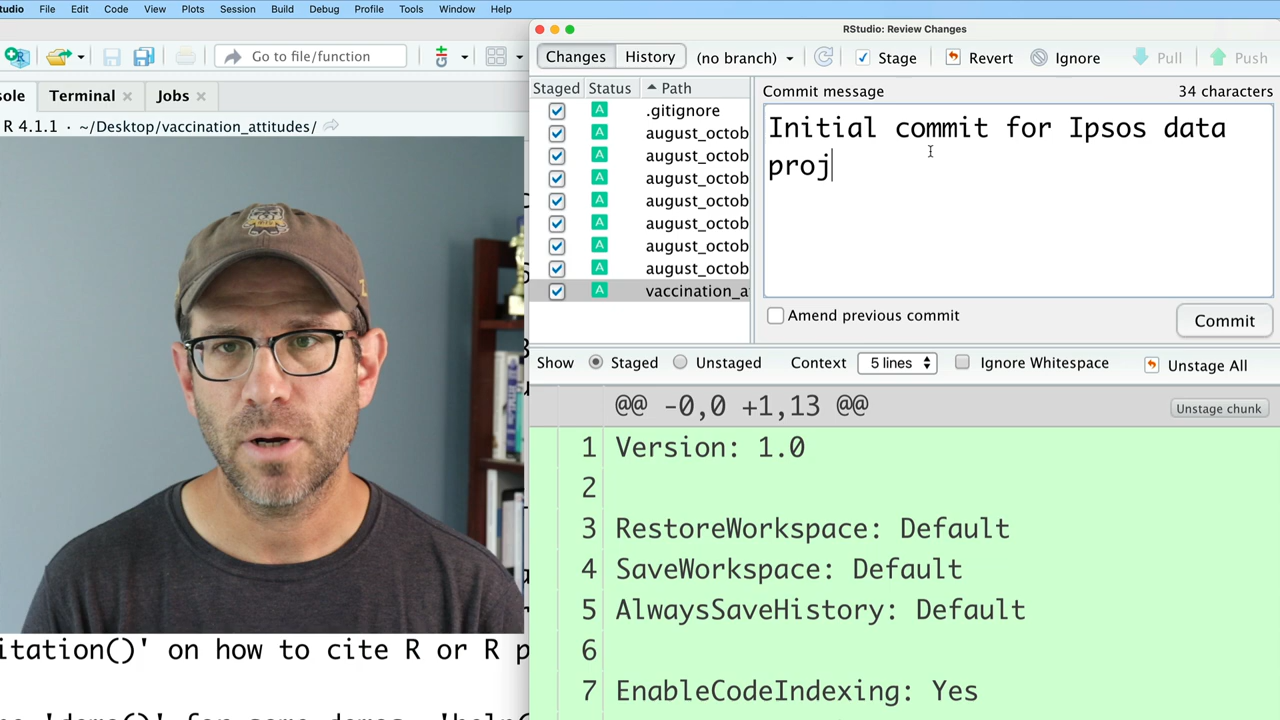 tudio File Edit Code View Plots Session Build Debug Profile Tools Window Help
RStudio: Review Changes
Go to file/function
Changes History (no branch) Stage Revert Ignore Pull Push
sole Terminal Jobs
R 4.1.1 · ~/Desktop/vaccination_attitudes/
Staged Status Path
.gitignore
august_octob
august_octob
august_octob
august_octob
august_octob
august_octob
august_octob
vaccination_a
Commit message 34 characters
Initial commit for Ipsos data
proj
Amend previous commit
Commit
Show Staged Unstaged Context 5 lines Ignore Whitespace Unstage All
@@ -0,0 +1,13 @@ Unstage chunk
1 Version: 1.0
2
3 RestoreWorkspace: Default
4 SaveWorkspace: Default
5 AlwaysSaveHistory: Default
6
7 EnableCodeIndexing: Yes
itation()' on how to cite R or R p